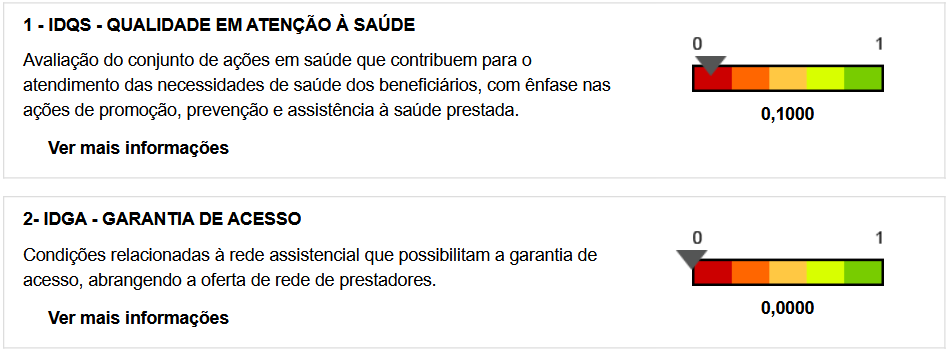 1 - IDQS - QUALIDADE EM ATENÇÃO À SAÚDE
Avaliação do conjunto de ações em saúde que contribuem para o
atendimento das necessidades de saúde dos beneficiários, com ênfase nas
ações de promoção, prevenção e assistência à saúde prestada.
Ver mais informações
0 1
0,1000
2- IDGA - GARANTIA DE ACESSO
Condições relacionadas à rede assistencial que possibilitam a garantia de
acesso, abrangendo a oferta de rede de prestadores.
Ver mais informações
0 1
0,0000